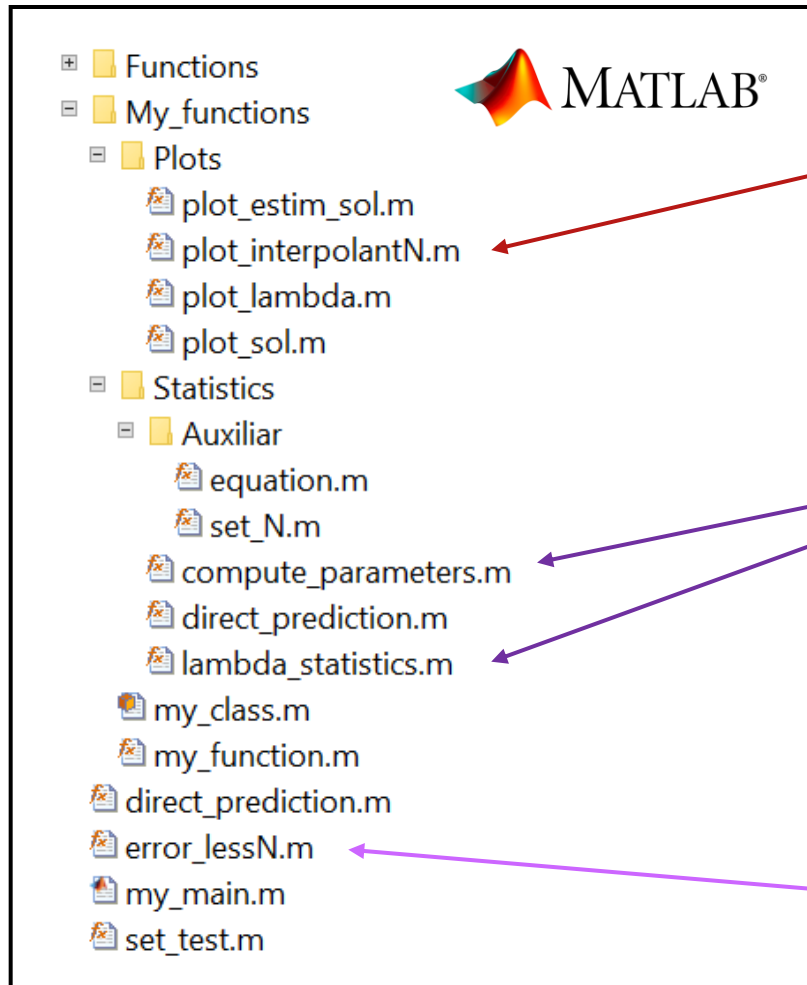 Functions
MATLAB®
My_functions
Plots
plot_estim_sol.m
plot_interpolantN.m
plot_lambda.m
plot_sol.m
Statistics
Auxiliar
equation.m
set_N.m
compute_parameters.m
direct_prediction.m
lambda_statistics.m
my_class.m
my_function.m
direct_prediction.m
error_lessN.m
my_main.m
set_test.m